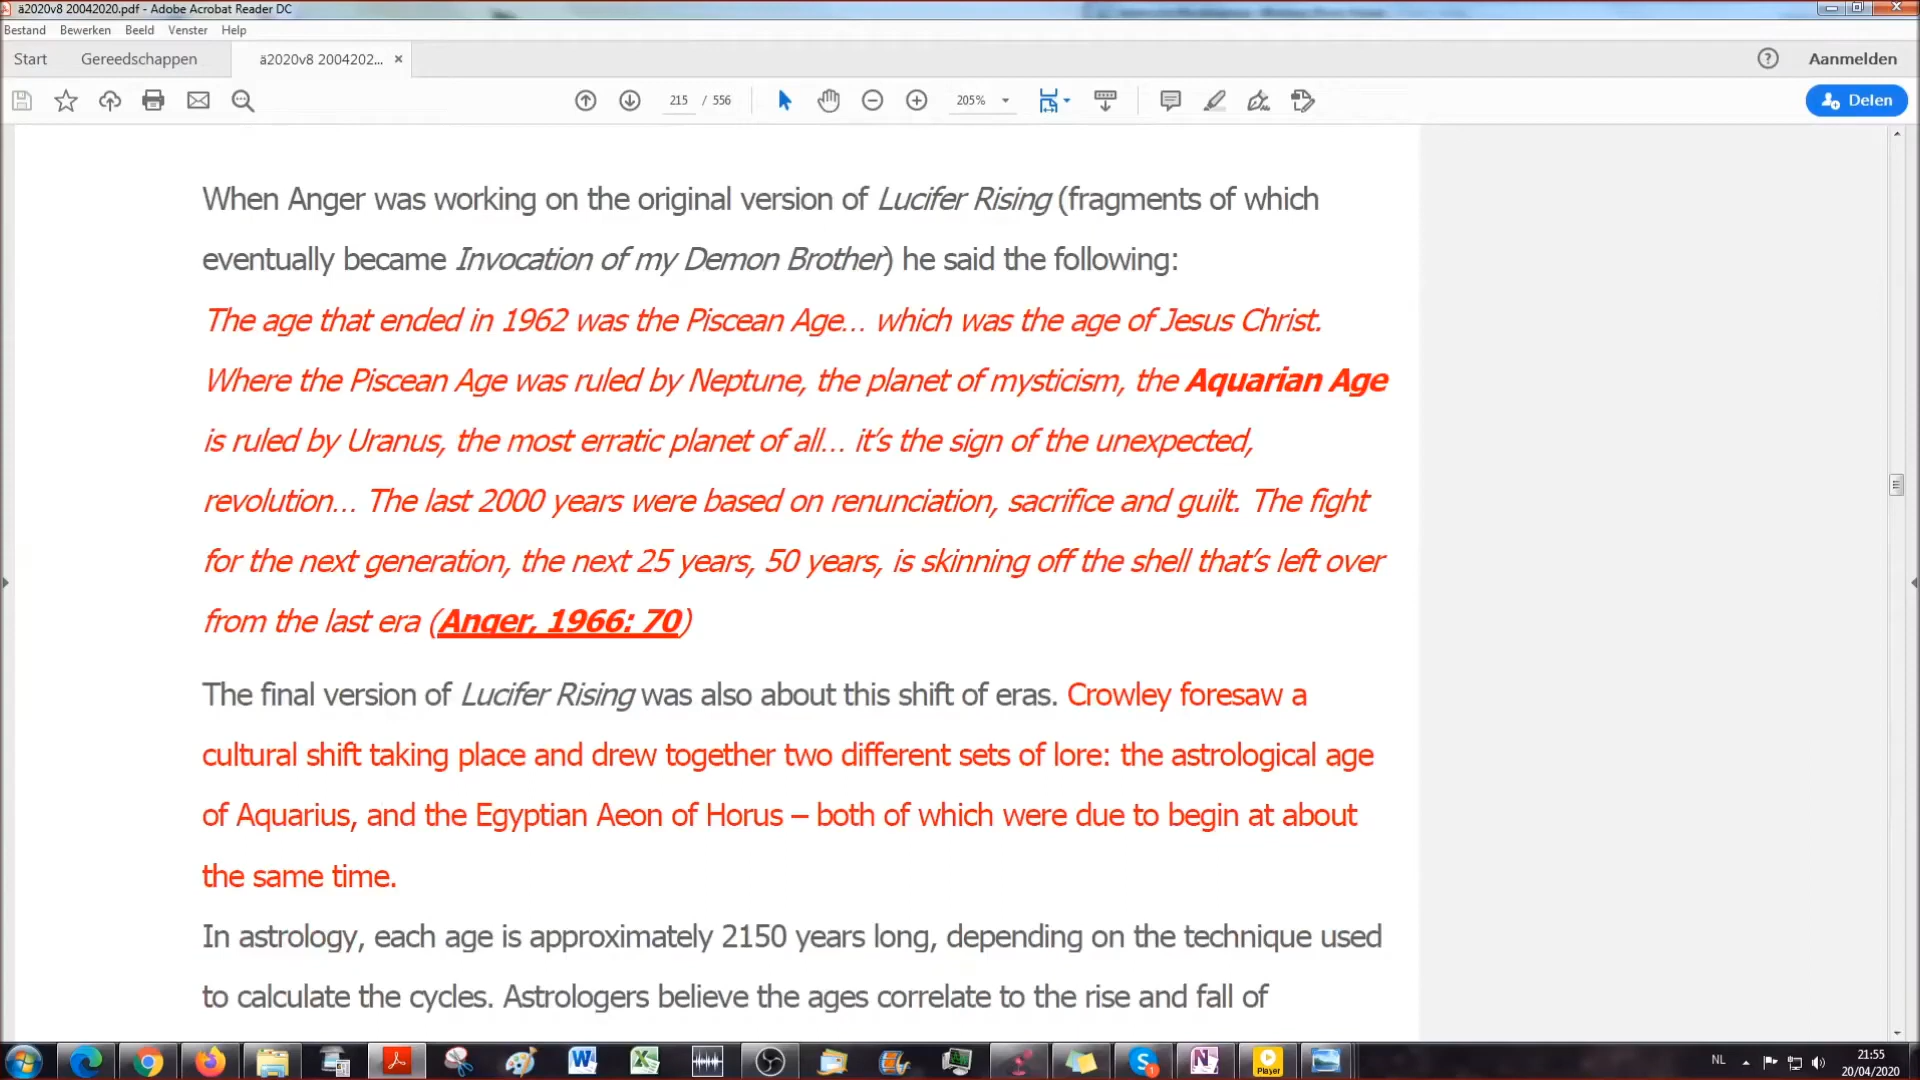 ä2020v8 20042020.pdf - Adobe Acrobat Reader DC
Bestand Bewerken Beeld Venster Help
Start Gereedschappen ä2020v8 2004202... × Aanmelden
215 / 556 205% Delen
When Anger was working on the original version of Lucifer Rising (fragments of which
eventually became Invocation of my Demon Brother) he said the following:
The age that ended in 1962 was the Piscean Age... which was the age of Jesus Christ.
Where the Piscean Age was ruled by Neptune, the planet of mysticism, the Aquarian Age
is ruled by Uranus, the most erratic planet of all... it's the sign of the unexpected,
revolution... The last 2000 years were based on renunciation, sacrifice and guilt. The fight
for the next generation, the next 25 years, 50 years, is skinning off the shell that's left over
from the last era (Anger, 1966: 70)
The final version of Lucifer Rising was also about this shift of eras. Crowley foresaw a
cultural shift taking place and drew together two different sets of lore: the astrological age
of Aquarius, and the Egyptian Aeon of Horus – both of which were due to begin at about
the same time.
In astrology, each age is approximately 2150 years long, depending on the technique used
to calculate the cycles. Astrologers believe the ages correlate to the rise and fall of
Player
NL
21:55
20/04/2020